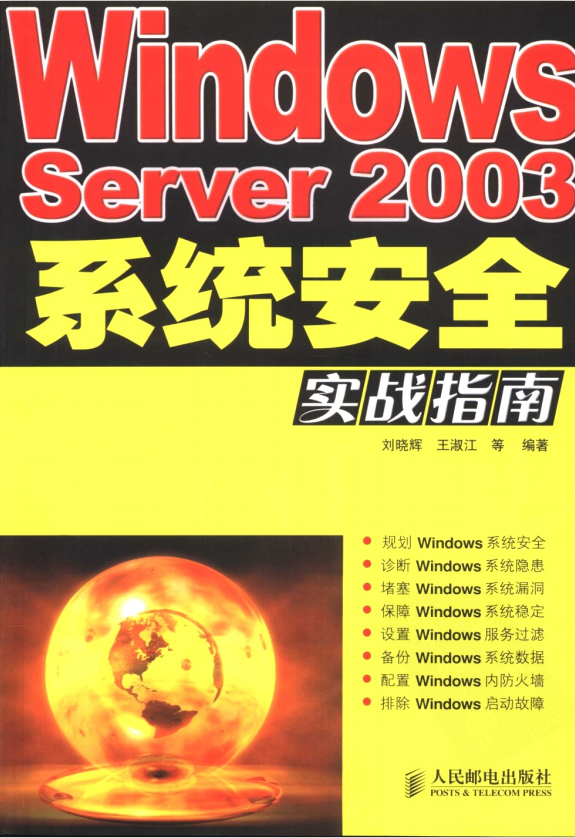 Windows
Server 2003
系统安全
实战指南
刘晓辉 王淑江 等 编著
规划 Windows 系统安全
诊断 Windows 系统隐患
堵塞 Windows 系统漏洞
保障 Windows 系统稳定
设置 Windows 服务过滤
备份 Windows 系统数据
配置 Windows 内防火墙
排除 Windows 启动故障
人民邮电出版社
POSTS & TELECOM PRESS